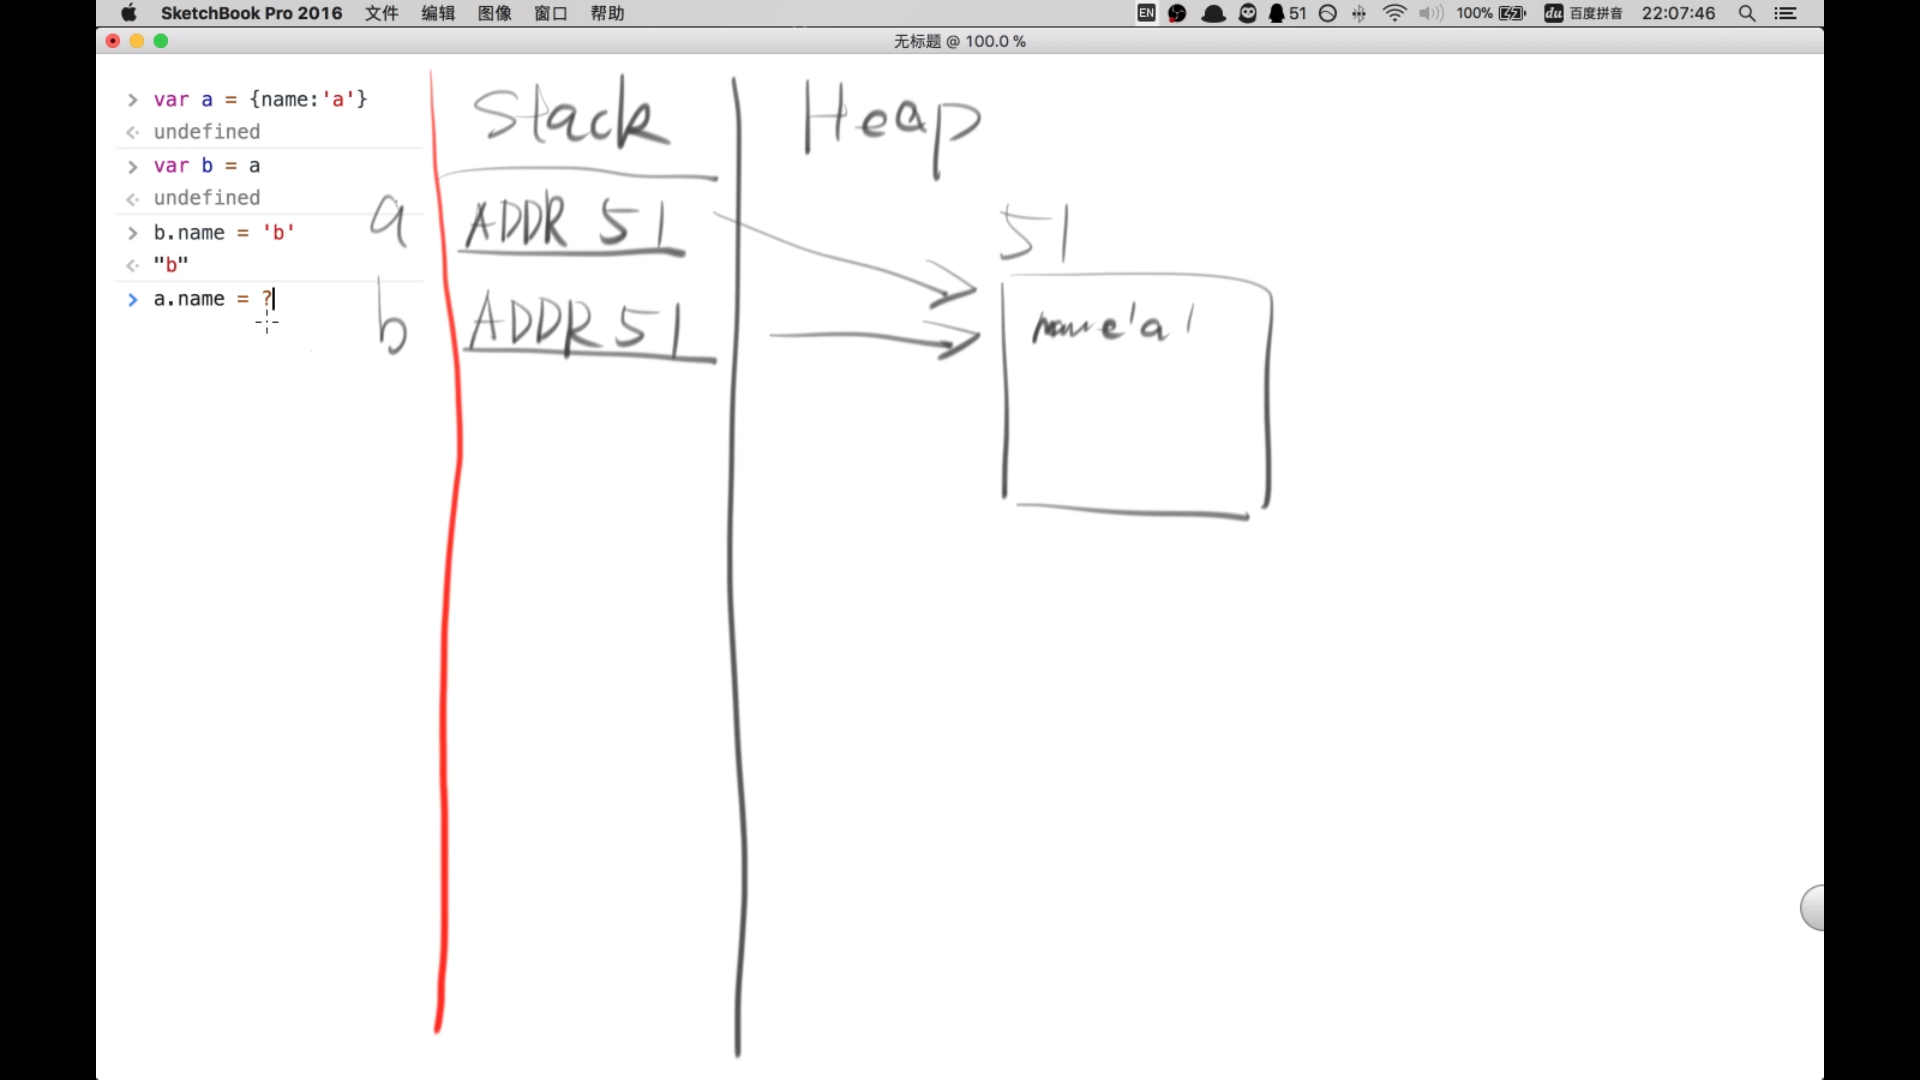 SketchBook Pro 2016 文件 编辑 图像 窗口 帮助 EN 51 100% du 百度拼音 22:07:46
无标题 @ 100.0 %
> var a = {name:'a'}
undefined
> var b = a
undefined
> b.name = 'b'
"b"
> a.name = ?
Stack Heap
a ADDR 51
51
b ADDR 51
name 'a'